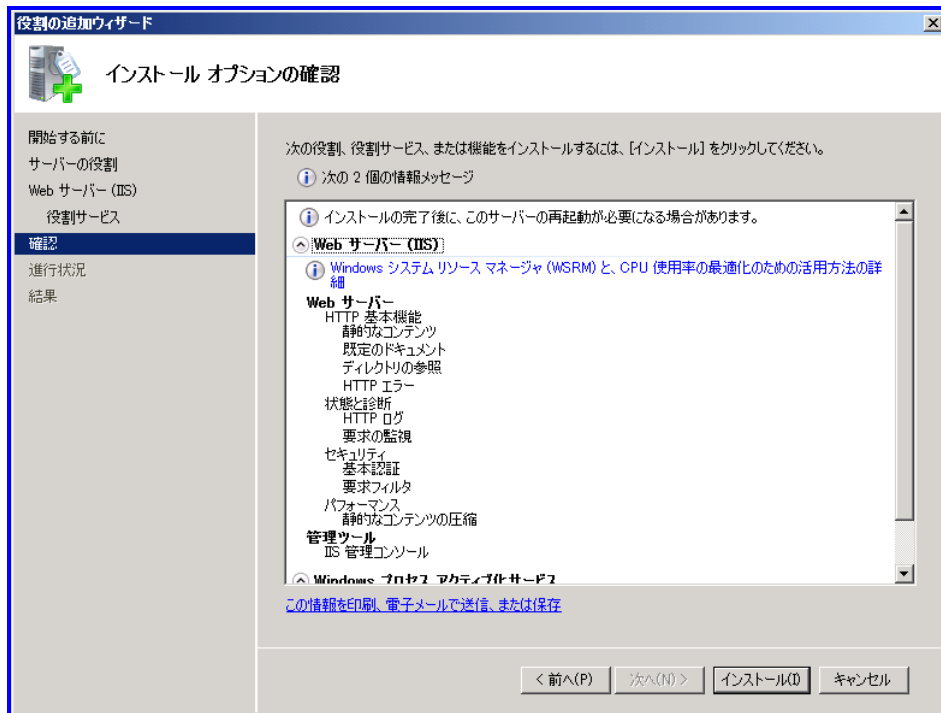 役割の追加ウィザード
インストール オプションの確認
開始する前に
サーバーの役割
Web サーバー (IIS)
役割サービス
確認
進行状況
結果
次の役割、役割サービス、または機能をインストールするには、[インストール] をクリックしてください。
次の 2 個の情報メッセージ
インストールの完了後に、このサーバーの再起動が必要になる場合があります。
Web サーバー (IIS)
Windows システム リソース マネージャ (WSRM) と、CPU 使用率の最適化のための活用方法の詳
細
Web サーバー
HTTP 基本機能
静的なコンテンツ
既定のドキュメント
ディレクトリの参照
HTTP エラー
状態と診断
HTTP ログ
要求の監視
セキュリティ
基本認証
要求フィルタ
パフォーマンス
静的なコンテンツの圧縮
管理ツール
IIS 管理コンソール
Windows プロセス アクティブ化サービス
この情報を印刷、電子メールで送信、または保存
< 前へ(P)
次へ(N) >
インストール(I)
キャンセル